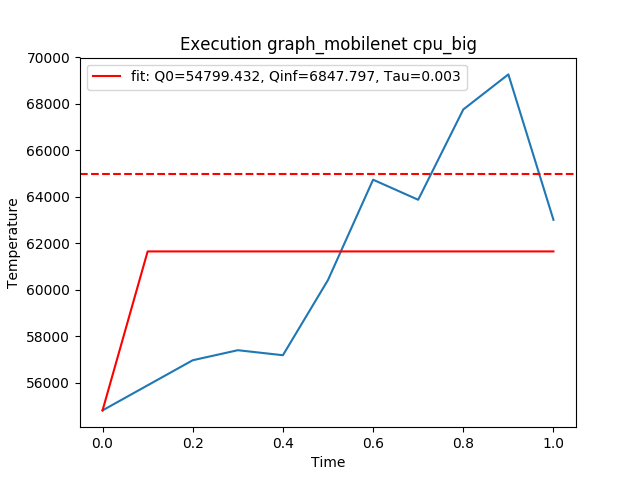 Execution graph_mobilenet cpu_big
fit: Q0=54799.432, Qinf=6847.797, Tau=0.003
Temperature
70000
68000
66000
64000
62000
60000
58000
56000
0.0 0.2 0.4 0.6 0.8 1.0
Time